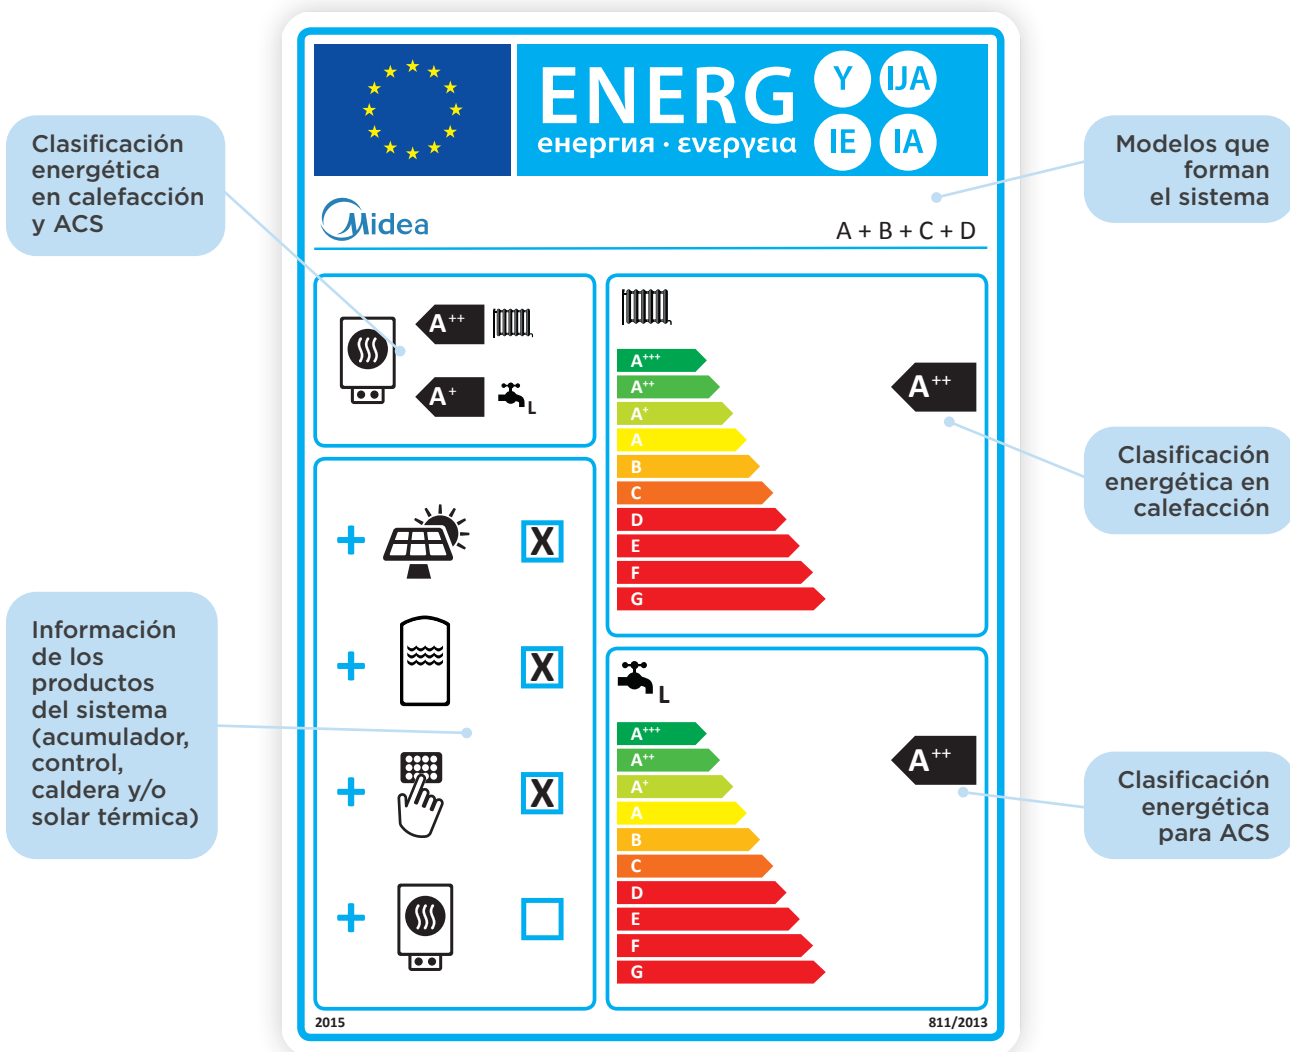 ENERG
Y
IJA
IE
IA
енергия · ενεργεια
Clasificación
energética
en calefacción
y ACS
Modelos que
forman
el sistema
Midea
A + B + C + D
A++
A+
L
A+++
A++
A+
A
B
C
D
E
F
G
A++
Clasificación
energética en
calefacción
+
X
+
X
+
X
+
Información
de los
productos
del sistema
(acumulador,
control,
caldera y/o
solar térmica)
L
A+++
A++
A+
A
B
C
D
E
F
G
A++
Clasificación
energética
para ACS
2015
811/2013